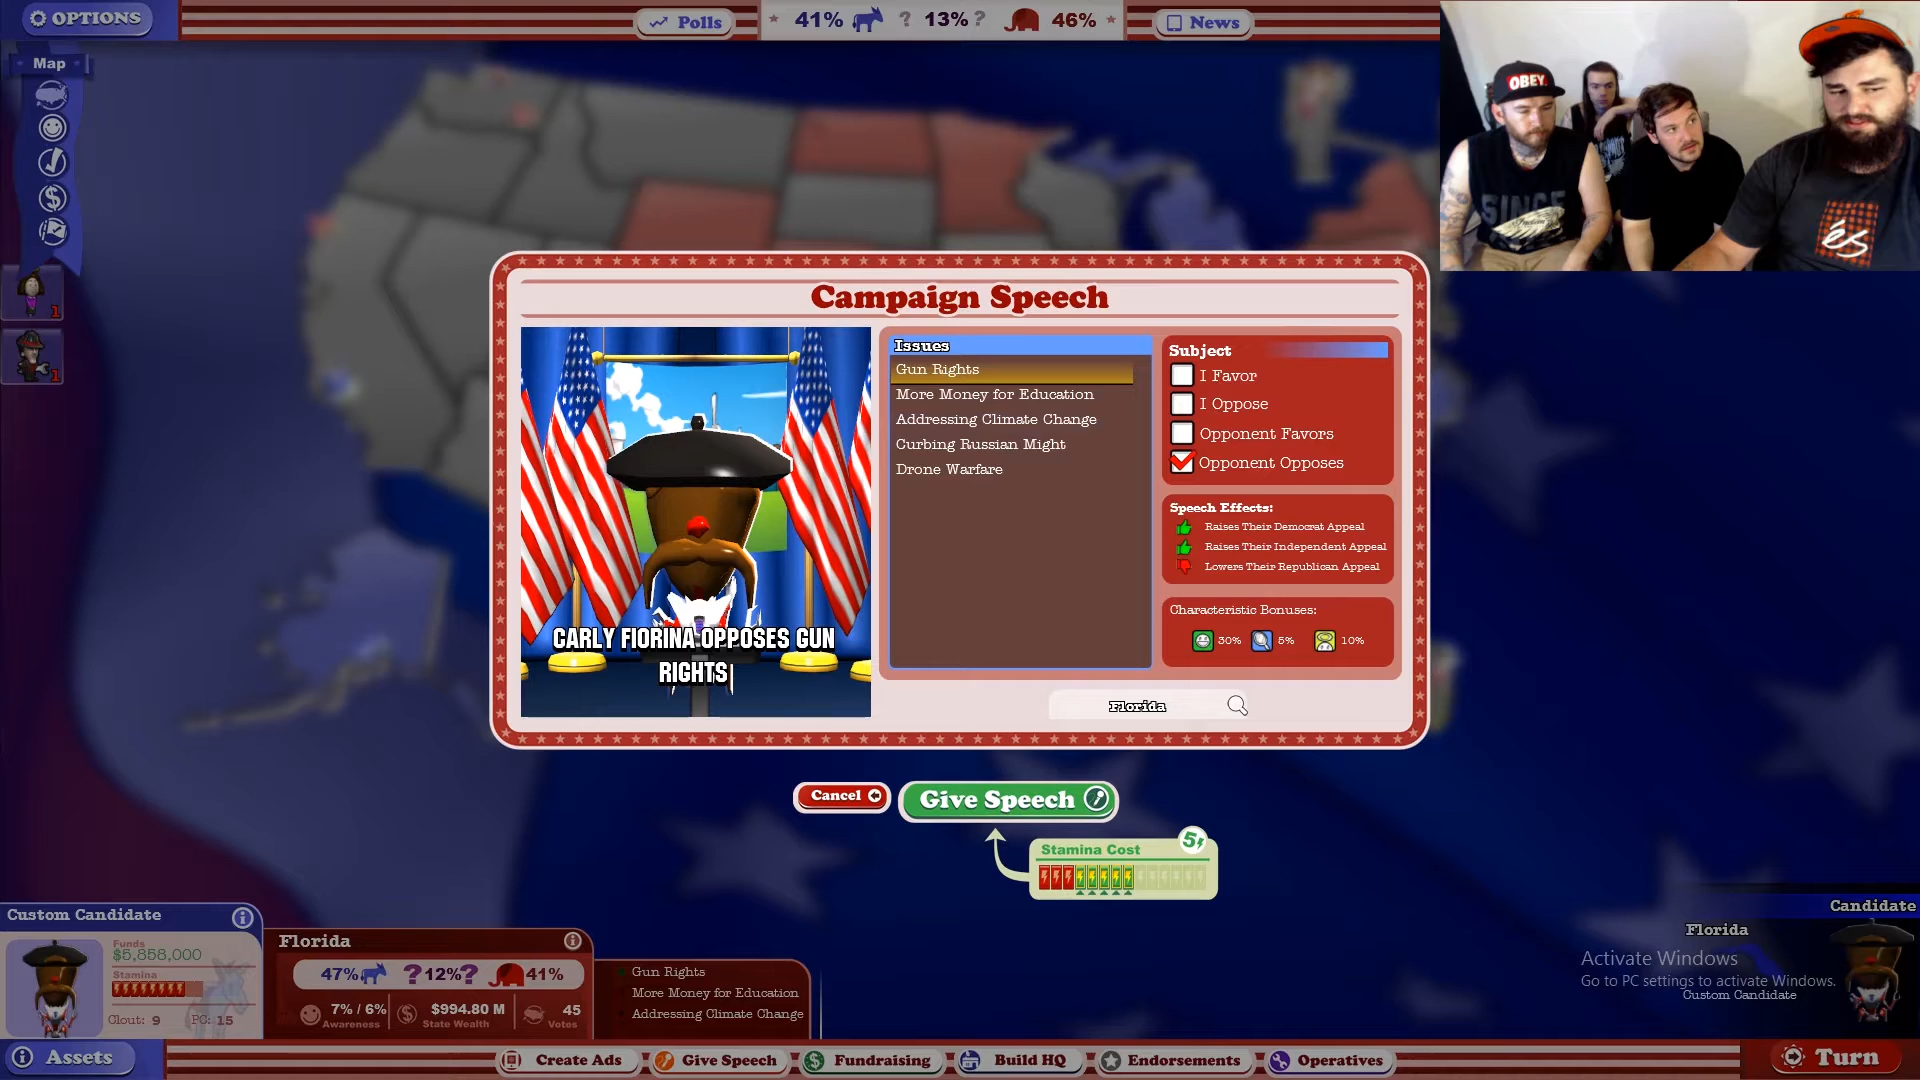 OPTIONS
Polls
41% ? 13% ? 46%
News
Map
1
1
OBEY.
SINCE
éS
Campaign Speech
Issues
Gun Rights
More Money for Education
Addressing Climate Change
Curbing Russian Might
Drone Warfare
Subject
I Favor
I Oppose
Opponent Favors
Opponent Opposes
Speech Effects:
Raises Their Democrat Appeal
Raises Their Independent Appeal
Lowers Their Republican Appeal
Characteristic Bonuses:
30% 5% 10%
CARLY FIORINA OPPOSES GUN
RIGHTS
Florida
Cancel
Give Speech
5
Stamina Cost
Custom Candidate
Funds
$5,858,000
Stamina
Clout: 9 PC: 15
Florida
47% ? 12% ? 41%
7% / 6% $994.80 M 45
Awareness State Wealth Votes
Gun Rights
More Money for Education
Addressing Climate Change
Candidate
Florida
Activate Windows
Go to PC settings to activate Windows.
Custom Candidate
Assets
Create Ads
Give Speech
Fundraising
Build HQ
Endorsements
Operatives
Turn